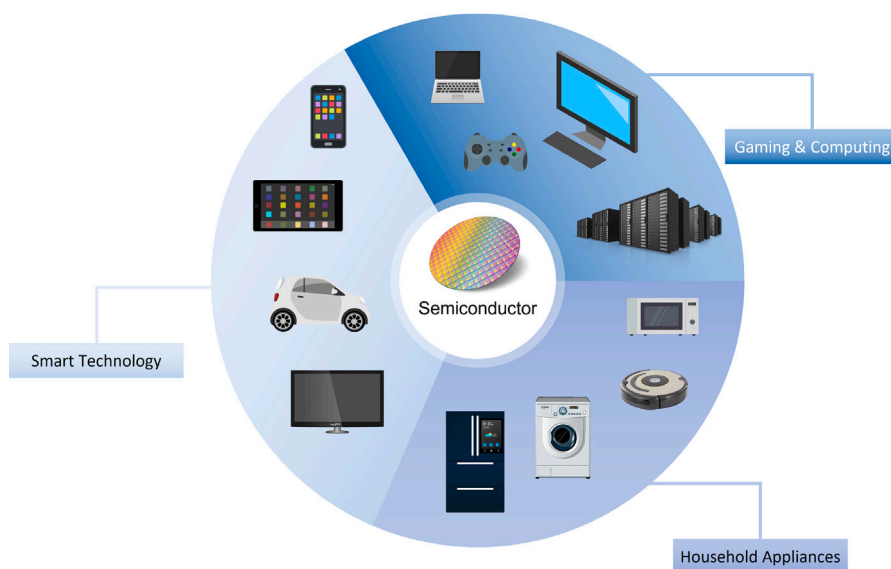 Gaming & Computing
Semiconductor
Smart Technology
Household Appliances